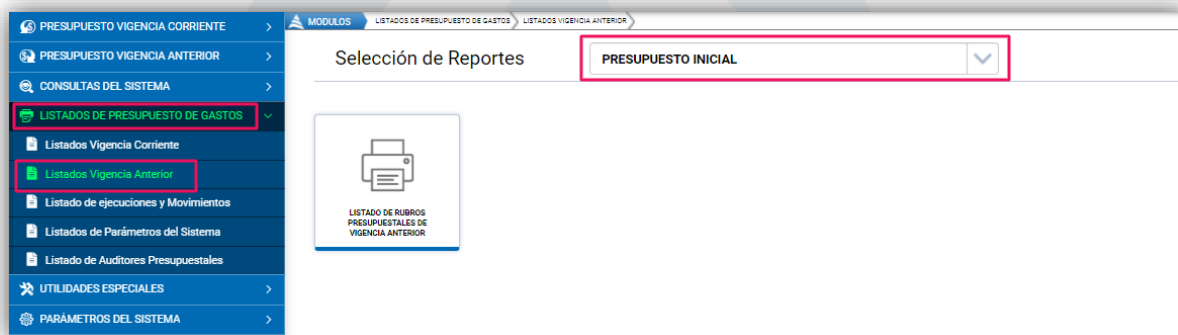 PRESUPUESTO VIGENCIA CORRIENTE
PRESUPUESTO VIGENCIA ANTERIOR
CONSULTAS DEL SISTEMA
LISTADOS DE PRESUPUESTO DE GASTOS
Listados Vigencia Corriente
Listados Vigencia Anterior
Listado de ejecuciones y Movimientos
Listados de Parámetros del Sistema
Listado de Auditores Presupuestales
UTILIDADES ESPECIALES
PARÁMETROS DEL SISTEMA
MODULOS LISTADOS DE PRESUPUESTO DE GASTOS LISTADOS VIGENCIA ANTERIOR
Selección de Reportes PRESUPUESTO INICIAL
LISTADO DE RUBROS
PRESUPUESTALES DE
VIGENCIA ANTERIOR